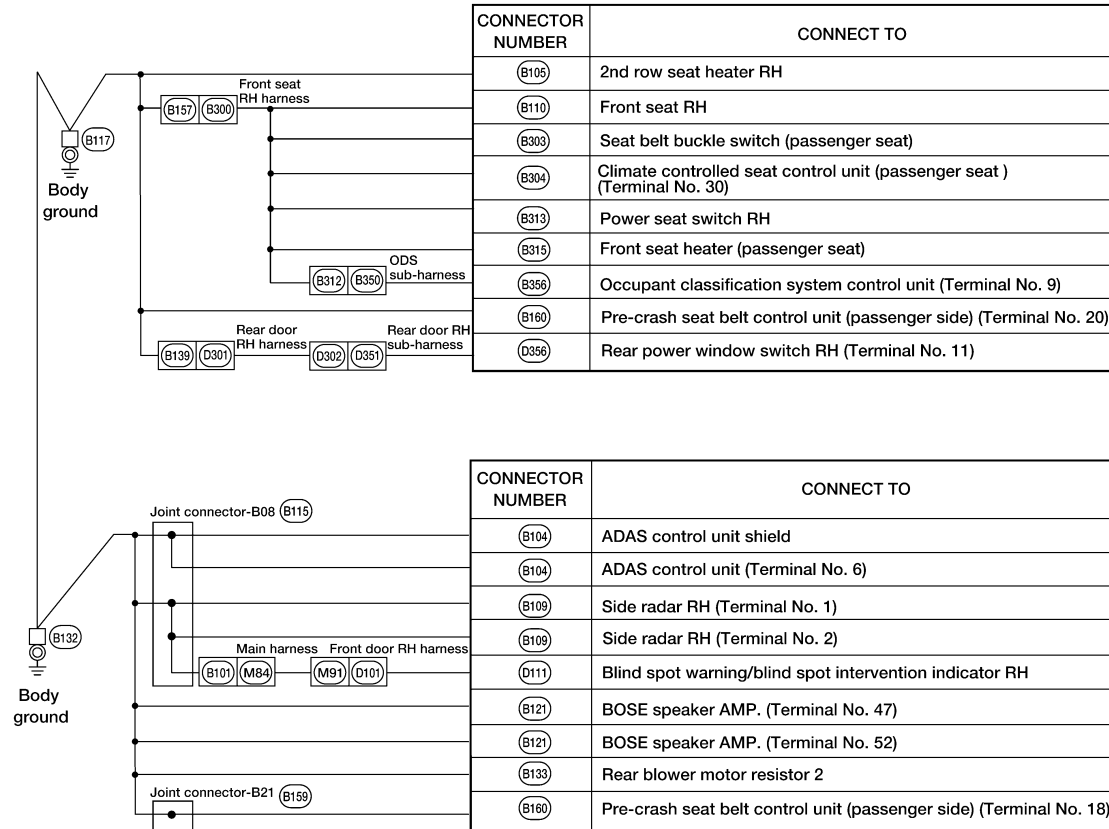 CONNECTOR NUMBER CONNECT TO
B105 2nd row seat heater RH
Front seat
RH harness
B157 B300 B110 Front seat RH
B117
Body
ground
B303 Seat belt buckle switch (passenger seat)
B304 Climate controlled seat control unit (passenger seat )
(Terminal No. 30)
B313 Power seat switch RH
B315 Front seat heater (passenger seat)
ODS
sub-harness
B312 B350 B356 Occupant classification system control unit (Terminal No. 9)
B160 Pre-crash seat belt control unit (passenger side) (Terminal No. 20)
Rear door
RH harness
Rear door RH
sub-harness
B139 D301 D302 D351 D356 Rear power window switch RH (Terminal No. 11)
CONNECTOR NUMBER CONNECT TO
Joint connector-B08 B115
B104 ADAS control unit shield
B104 ADAS control unit (Terminal No. 6)
B109 Side radar RH (Terminal No. 1)
B132
Body
ground
B109 Side radar RH (Terminal No. 2)
Main harness Front door RH harness
B101 M84 M91 D101 D111 Blind spot warning/blind spot intervention indicator RH
B121 BOSE speaker AMP. (Terminal No. 47)
B121 BOSE speaker AMP. (Terminal No. 52)
B133 Rear blower motor resistor 2
Joint connector-B21 B159
B160 Pre-crash seat belt control unit (passenger side) (Terminal No. 18)